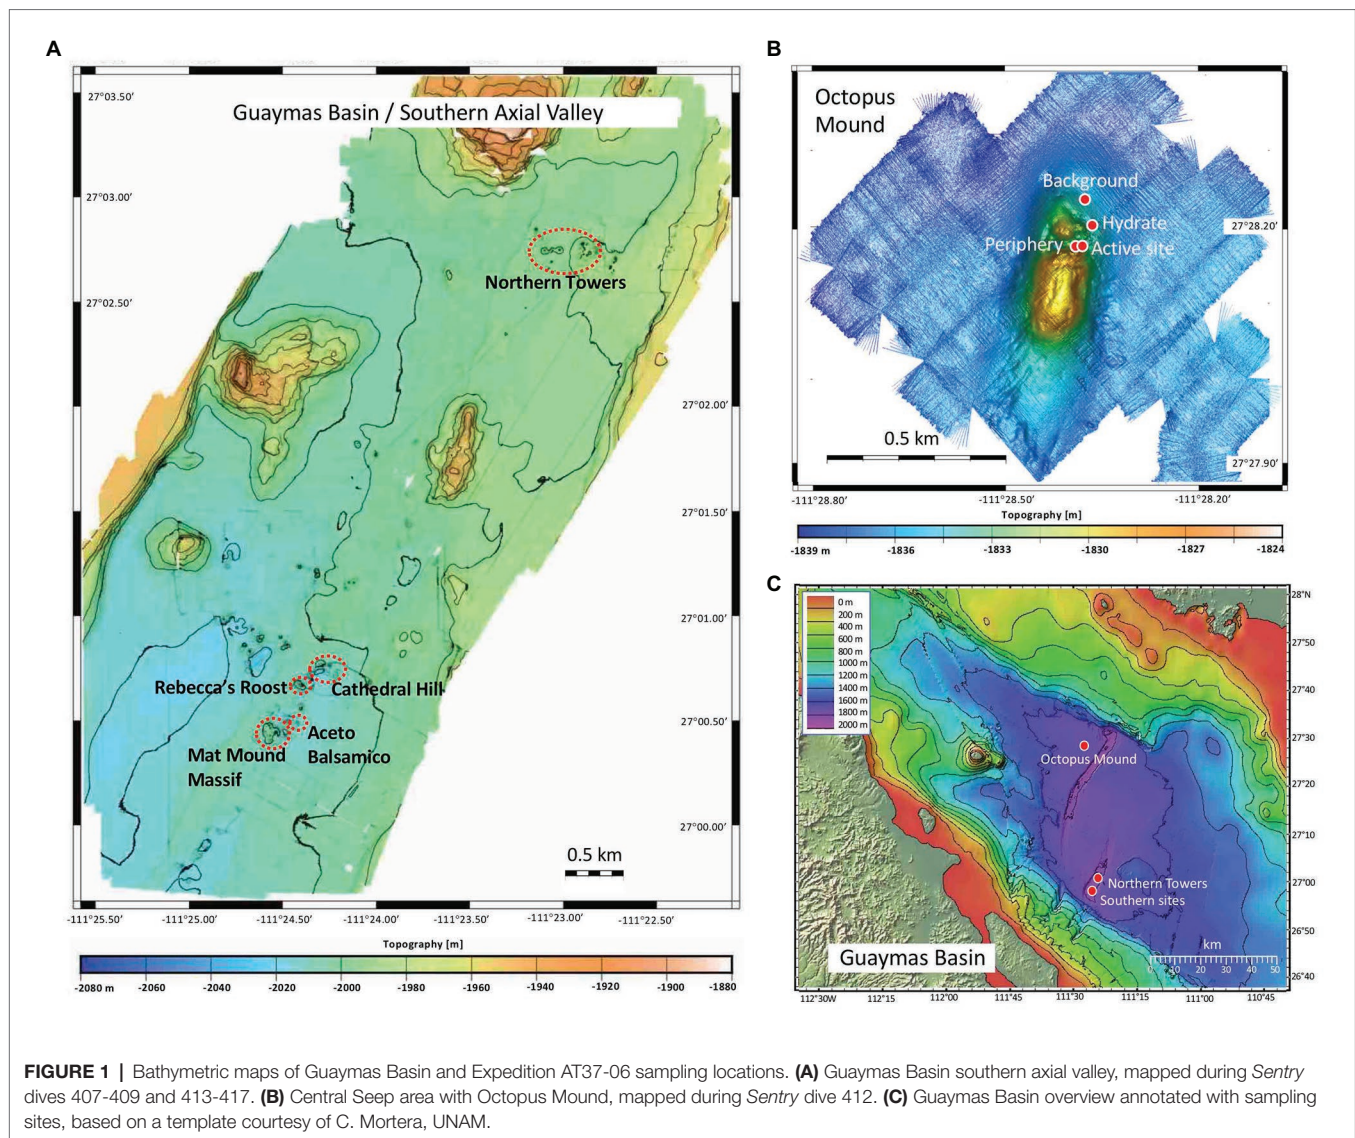 A
Guaymas Basin / Southern Axial Valley
27°03.50'
27°03.00'
27°02.50'
27°02.00'
27°01.50'
27°01.00'
27°00.50'
27°00.00'
Northern Towers
Rebecca's Roost
Cathedral Hill
Aceto
Balsamico
Mat Mound
Massif
0.5 km
-111°25.50'
-111°25.00'
-111°24.50'
-111°24.00'
-111°23.50'
-111°23.00'
-111°22.50'
Topography [m]
-2080 m
-2060
-2040
-2020
-2000
-1980
-1960
-1940
-1920
-1900
-1880
B
Octopus
Mound
Background
Hydrate
Periphery
Active site
27°28.20'
27°27.90'
0.5 km
-111°28.80'
-111°28.50'
-111°28.20'
Topography [m]
-1839 m
-1836
-1833
-1830
-1827
-1824
C
0 m
200 m
400 m
600 m
800 m
1000 m
1200 m
1400 m
1600 m
1800 m
2000 m
28°N
27°50
27°40
27°30
27°20
27°10
27°00
26°50
26°40
Octopus Mound
Northern Towers
Southern sites
Guaymas Basin
km
0 10 20 30 40 50
112°30W
112°15
112°00
111°45
111°30
111°15
111°00
110°45
FIGURE 1 | Bathymetric maps of Guaymas Basin and Expedition AT37-06 sampling locations. (A) Guaymas Basin southern axial valley, mapped during Sentry
dives 407-409 and 413-417. (B) Central Seep area with Octopus Mound, mapped during Sentry dive 412. (C) Guaymas Basin overview annotated with sampling
sites, based on a template courtesy of C. Mortera, UNAM.